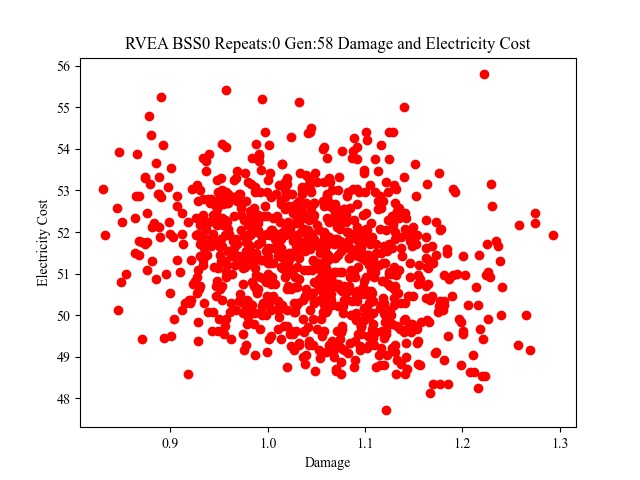 RVEA BSS0 Repeats:0 Gen:58 Damage and Electricity Cost
56
55
54
53
52
51
50
49
48
Electricity Cost
0.9 1.0 1.1 1.2 1.3
Damage